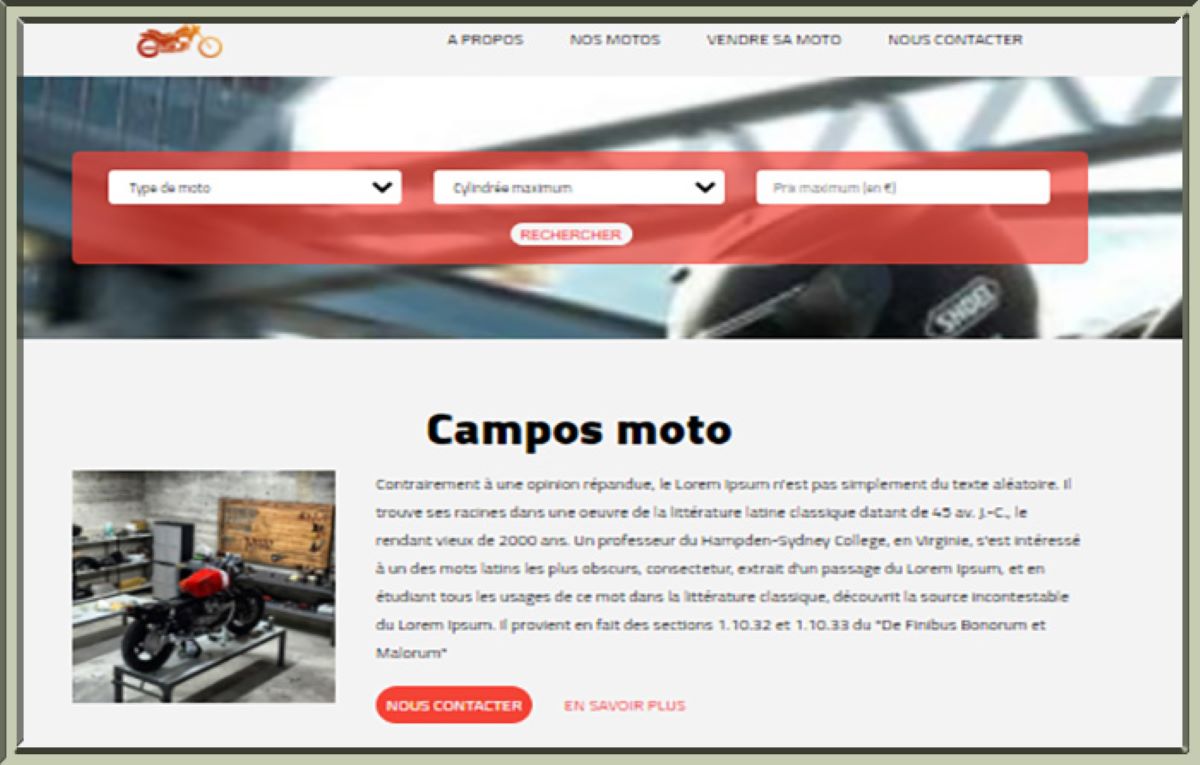 A PROPOS NOS MOTOS VENDRE SA MOTO NOUS CONTACTER
Type de moto Cylindrée maximum Prix maximum (en €)
RECHERCHER
SHOEI
Campos moto
Contrairement à une opinion répandue, le Lorem Ipsum n'est pas simplement du texte aléatoire. Il
trouve ses racines dans une oeuvre de la littérature latine classique datant de 45 av. J.-C., le
rendant vieux de 2000 ans. Un professeur du Hampden-Sydney College, en Virginie, s'est intéressé
à un des mots latins les plus obscurs, consectetur, extrait d'un passage du Lorem Ipsum, et en
étudiant tous les usages de ce mot dans la littérature classique, découvrit la source incontestable
du Lorem Ipsum. Il provient en fait des sections 1.10.32 et 1.10.33 du "De Finibus Bonorum et
Malorum"
NOUS CONTACTER EN SAVOIR PLUS